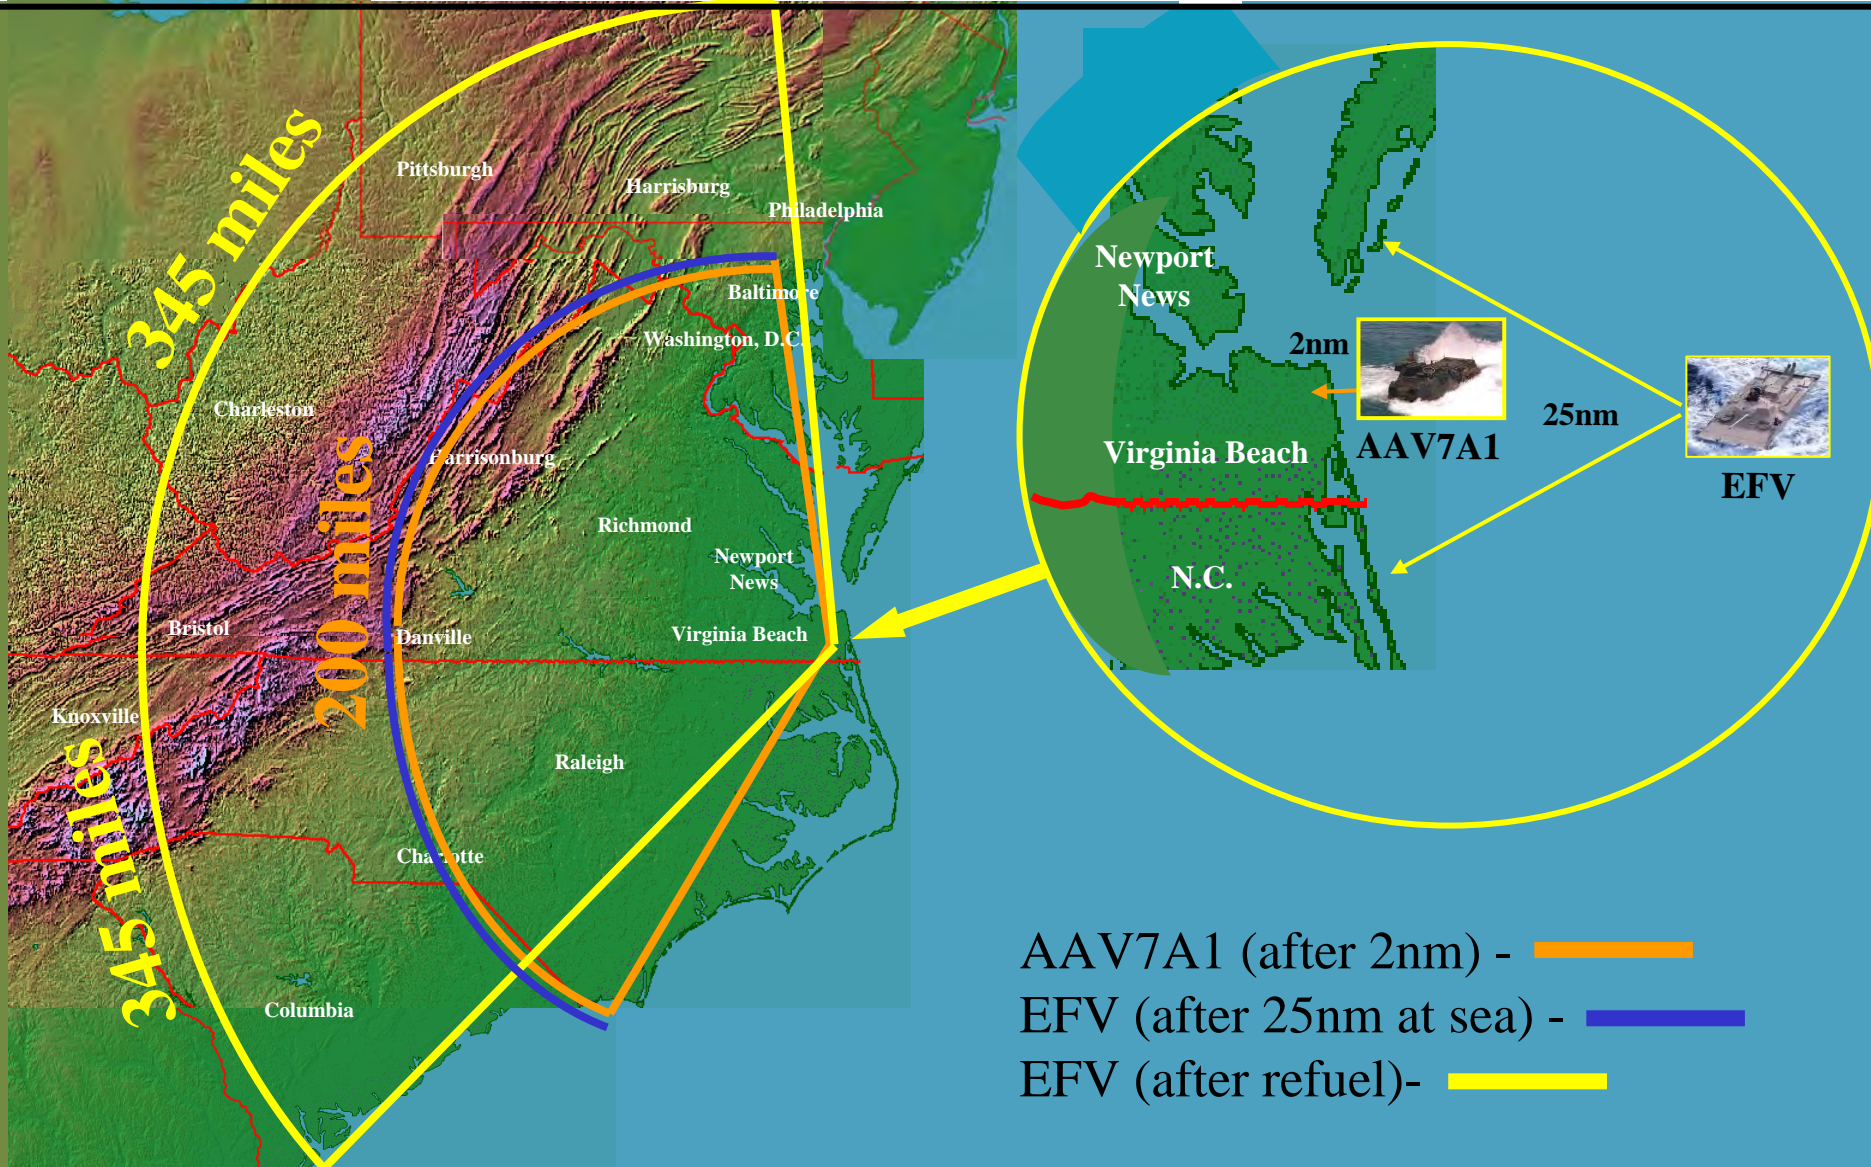 345 miles
Pittsburgh
Harrisburg
Philadelphia
Baltimore
Washington, D.C.
Charleston
Harrisonburg
200 miles
Richmond
Newport
News
Bristol
Danville
Virginia Beach
Knoxville
Raleigh
345 miles
Charlotte
Columbia
Newport
News
2nm
25nm
Virginia Beach
AAV7A1
EFV
N.C.
AAV7A1 (after 2nm) -
EFV (after 25nm at sea) -
EFV (after refuel)-